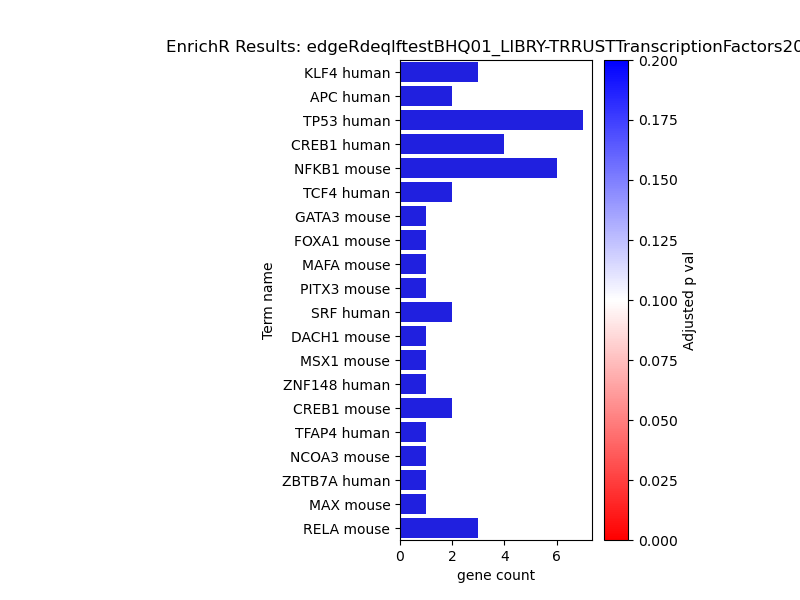 EnrichR Results: edgeRdeqlftestBHQ01_LIBRY-TRRUSTTranscriptionFactors20
KLF4 human
APC human
TP53 human
CREB1 human
NFKB1 mouse
TCF4 human
GATA3 mouse
FOXA1 mouse
MAFA mouse
PITX3 mouse
SRF human
DACH1 mouse
MSX1 mouse
ZNF148 human
CREB1 mouse
TFAP4 human
NCOA3 mouse
ZBTB7A human
MAX mouse
RELA mouse
Term name
0 2 4 6
gene count
0.200
0.175
0.150
0.125
0.100
0.075
0.050
0.025
0.000
Adjusted p val